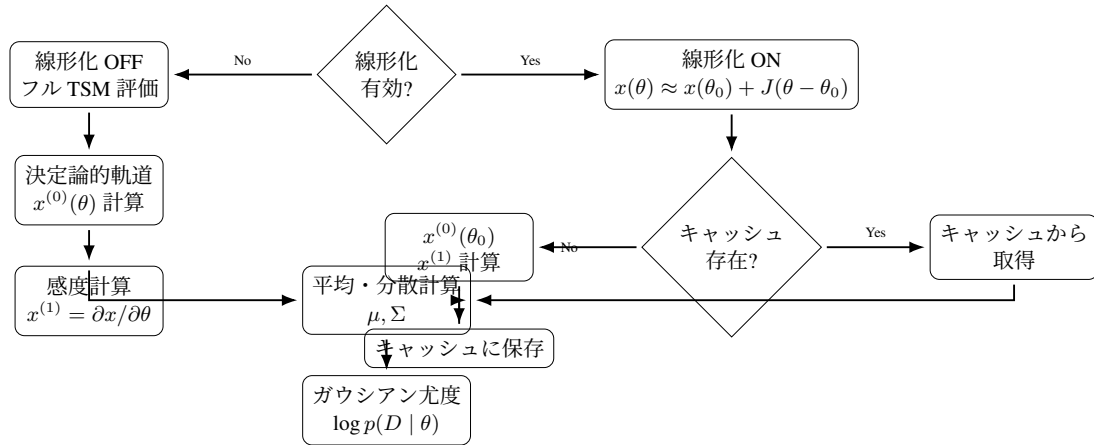 線形化
有効?
No
Yes
線形化 OFF
フル TSM 評価
線形化 ON
x(θ) ≈ x(θ₀) + J(θ − θ₀)
決定論的軌道
x⁽⁰⁾(θ) 計算
感度計算
x⁽¹⁾ = ∂x/∂θ
キャッシュ
存在?
No
Yes
x⁽⁰⁾(θ₀)
x⁽¹⁾ 計算
キャッシュから
取得
平均・分散計算
μ, Σ
キャッシュに保存
ガウシアン尤度
log p(D | θ)